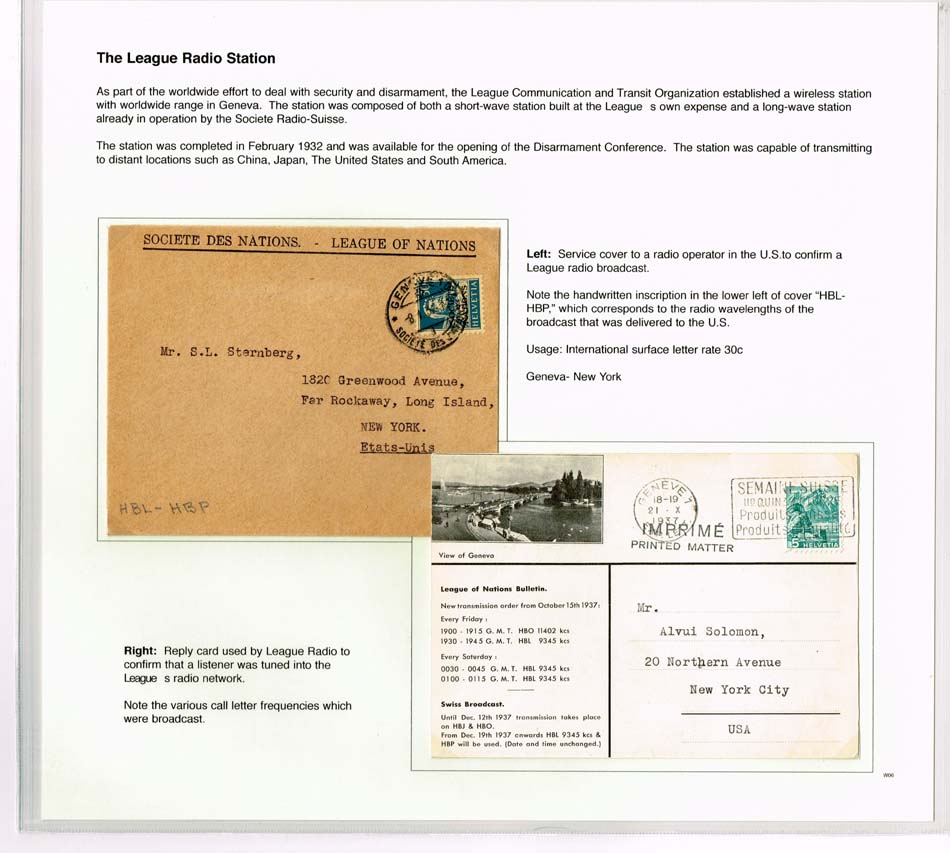 The League Radio Station
As part of the worldwide effort to deal with security and disarmament, the League Communication and Transit Organization established a wireless station
with worldwide range in Geneva. The station was composed of both a short-wave station built at the League s own expense and a long-wave station
already in operation by the Societe Radio-Suisse.
The station was completed in February 1932 and was available for the opening of the Disarmament Conference. The station was capable of transmitting
to distant locations such as China, Japan, The United States and South America.
SOCIETE DES NATIONS. - LEAGUE OF NATIONS
GENÈVE
SOCIÉTÉ DES
HELVETIA
Mr. S.L. Sternberg,
1820 Greenwood Avenue,
Far Rockaway, Long Island,
NEW YORK.
Etats-Unis
HBL- HBP
Left: Service cover to a radio operator in the U.S.to confirm a
League radio broadcast.
Note the handwritten inscription in the lower left of cover “HBL-
HBP,” which corresponds to the radio wavelengths of the
broadcast that was delivered to the U.S.
Usage: International surface letter rate 30c
Geneva- New York
View of Geneva
GENÈVE 1
18-19
21 - X
1937
IMPRIMÉ
PRINTED MATTER
SEMAINE SUISSE
Produit
Produit
5 HELVETIA
League of Nations Bulletin.
New transmission order from October 15th 1937:
Every Friday :
1900 - 1915 G. M. T. HBO 11402 kcs
1930 - 1945 G. M. T. HBL 9345 kcs
Every Saturday :
0030 - 0045 G. M. T. HBL 9345 kcs
0100 - 0115 G. M. T. HBL 9345 kcs
Swiss Broadcast.
Until Dec. 12th 1937 transmission takes place
on HBJ & HBO.
From Dec. 19th 1937 onwards HBL 9345 kcs &
HBP will be used. (Date and time unchanged.)
Mr.
Alvui Solomon,
20 Northern Avenue
New York City
USA
Right: Reply card used by League Radio to
confirm that a listener was tuned into the
League s radio network.
Note the various call letter frequencies which
were broadcast.
W06